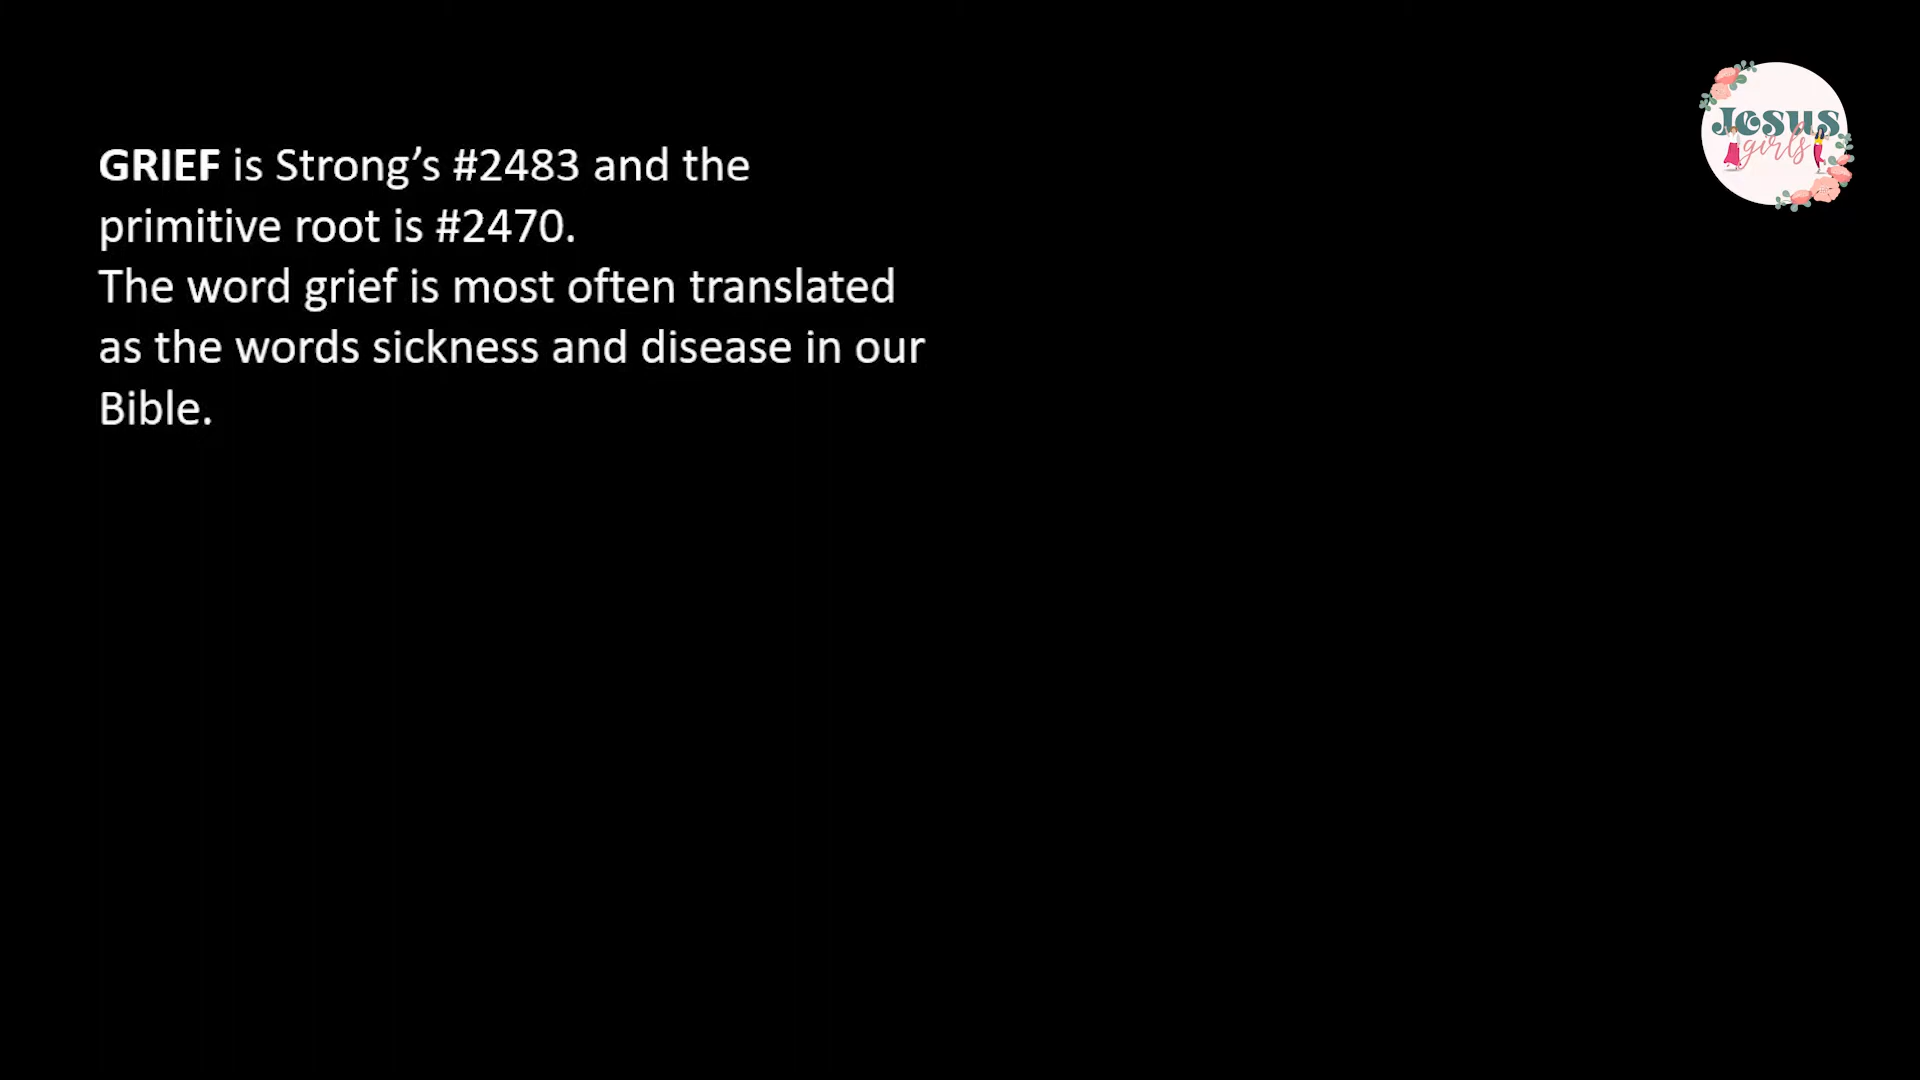 GRIEF is Strong’s #2483 and the
primitive root is #2470.
The word grief is most often translated
as the words sickness and disease in our
Bible.
Jesus
girls